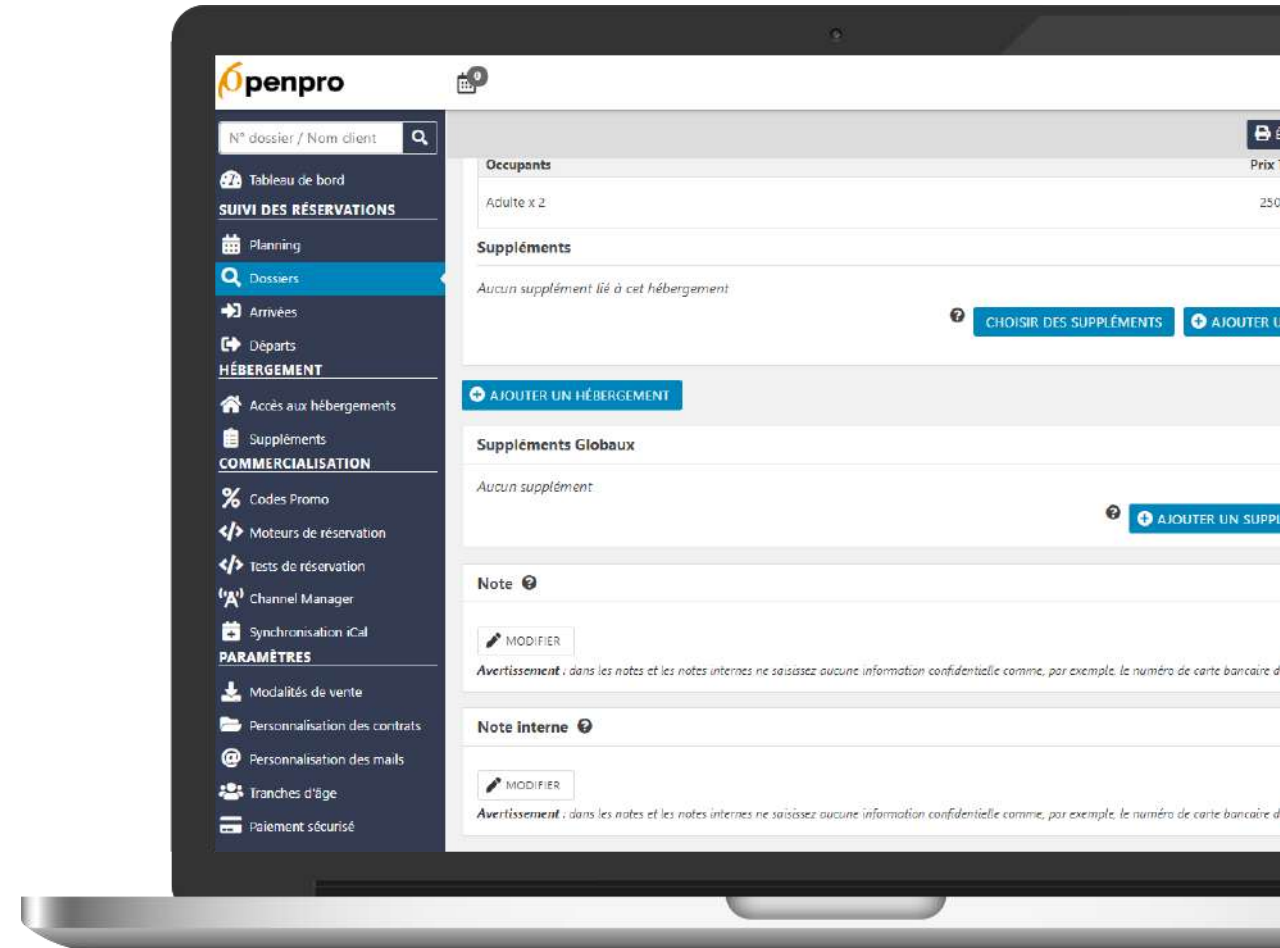 Openpro
0
N° dossier / Nom client
Tableau de bord
SUIVI DES RÉSERVATIONS
Planning
Dossiers
Arrivées
Départs
HÉBERGEMENT
Accès aux hébergements
Suppléments
COMMERCIALISATION
Codes Promo
Moteurs de réservation
Tests de réservation
Channel Manager
Synchronisation iCal
PARAMÈTRES
Modalités de vente
Personnalisation des contrats
Personnalisation des mails
Tranches d'âge
Paiement sécurisé
Occupants Prix
Adulte x 2 250
Suppléments
Aucun supplément lié à cet hébergement
CHOISIR DES SUPPLÉMENTS AJOUTER
AJOUTER UN HÉBERGEMENT
Suppléments Globaux
Aucun supplément
AJOUTER UN
Note
MODIFIER
Avertissement : dans les notes et les notes internes ne saisissez aucune information confidentielle comme, par exemple, le numéro de carte bancaire
Note interne
MODIFIER
Avertissement : dans les notes et les notes internes ne saisissez aucune information confidentielle comme, par exemple, le numéro de carte bancaire